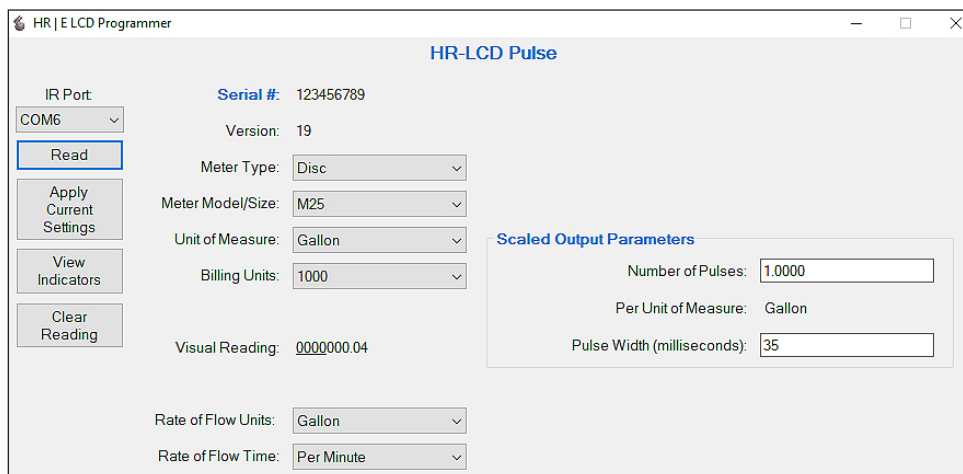 HR | E LCD Programmer
HR-LCD Pulse
IR Port:
COM6
Read
Apply
Current
Settings
View
Indicators
Clear
Reading
Serial #: 123456789
Version: 19
Meter Type: Disc
Meter Model/Size: M25
Unit of Measure: Gallon
Billing Units: 1000
Visual Reading: 0000000.04
Rate of Flow Units: Gallon
Rate of Flow Time: Per Minute
Scaled Output Parameters
Number of Pulses: 1.0000
Per Unit of Measure: Gallon
Pulse Width (milliseconds): 35